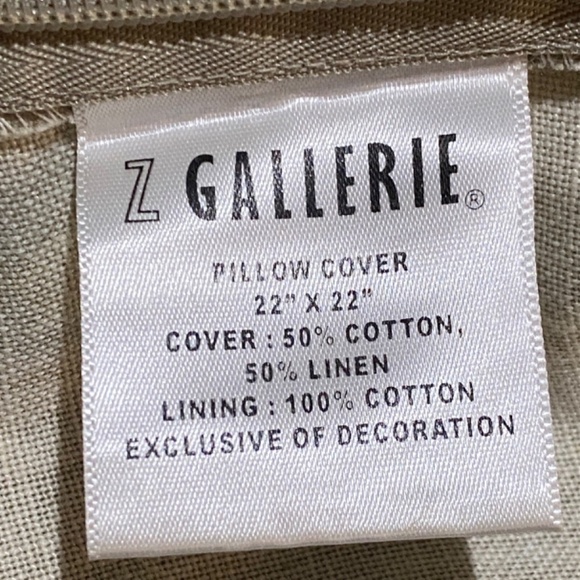 Z GALLERIE®
PILLOW COVER
22" X 22"
COVER : 50% COTTON,
50% LINEN
LINING : 100% COTTON
EXCLUSIVE OF DECORATION